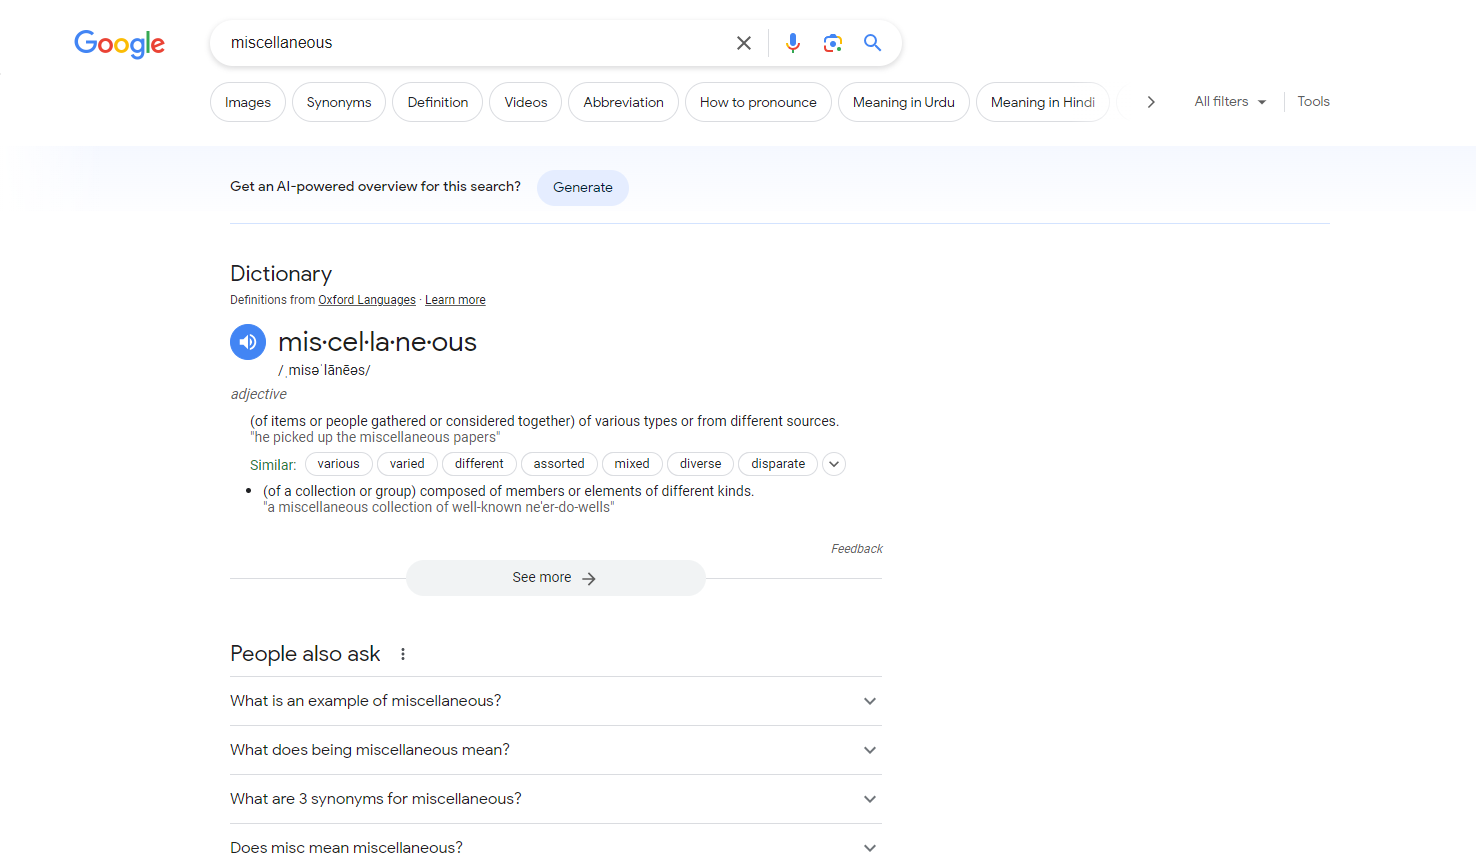 Google
miscellaneous
Images Synonyms Definition Videos Abbreviation How to pronounce Meaning in Urdu Meaning in Hindi All filters Tools
Get an AI-powered overview for this search? Generate
Dictionary
Definitions from Oxford Languages · Learn more
mis·cel·la·ne·ous
/ˌmisəˈlānēəs/
adjective
(of items or people gathered or considered together) of various types or from different sources.
"he picked up the miscellaneous papers"
Similar: various varied different assorted mixed diverse disparate
• (of a collection or group) composed of members or elements of different kinds.
"a miscellaneous collection of well-known ne'er-do-wells"
Feedback
See more
People also ask
What is an example of miscellaneous?
What does being miscellaneous mean?
What are 3 synonyms for miscellaneous?
Does misc mean miscellaneous?